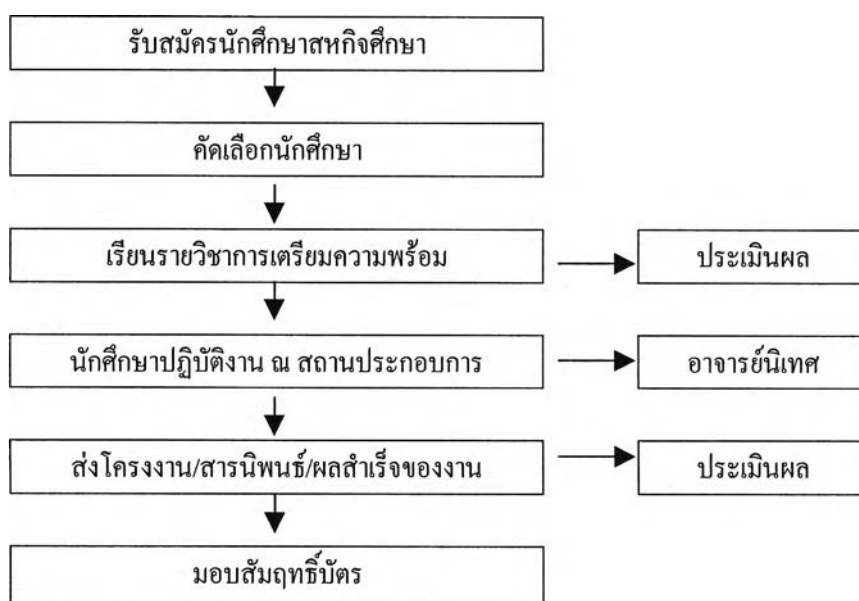 รับสมัครนักศึกษาสหกิจศึกษา
คัดเลือกนักศึกษา
เรียนรายวิชาการเตรียมความพร้อม
ประเมินผล
นักศึกษาปฏิบัติงาน ณ สถานประกอบการ
อาจารย์นิเทศ
ส่งโครงงาน/สารนิพนธ์/ผลสำเร็จของงาน
ประเมินผล
มอบสัมฤทธิ์บัตร